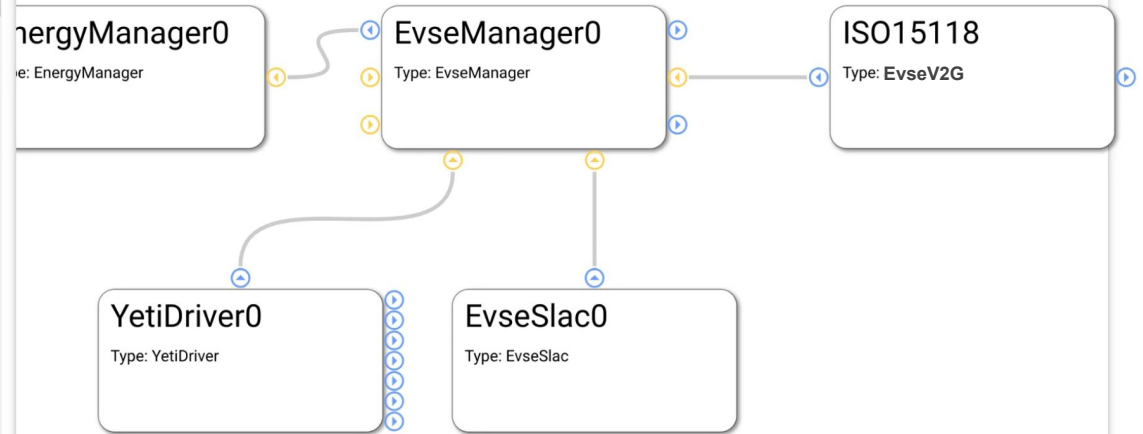 nergyManager0
e: EnergyManager
EvseManager0
Type: EvseManager
ISO15118
Type: EvseV2G
YetiDriver0
Type: YetiDriver
EvseSlac0
Type: EvseSlac